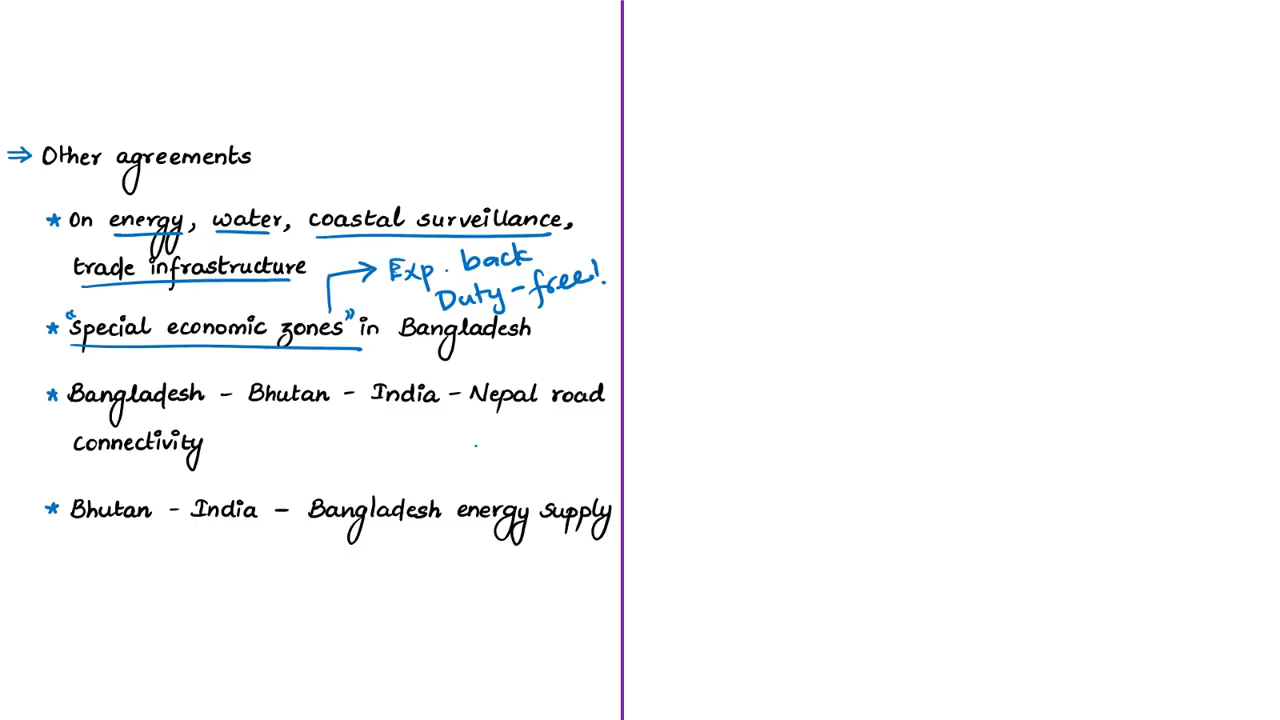 ⇒ Other agreements
* On energy, water, coastal surveillance,
trade infrastructure
→ Exp. back
Duty-free!
* "special economic zones" in Bangladesh
* Bangladesh - Bhutan - India - Nepal road
connectivity
* Bhutan - India - Bangladesh energy supply